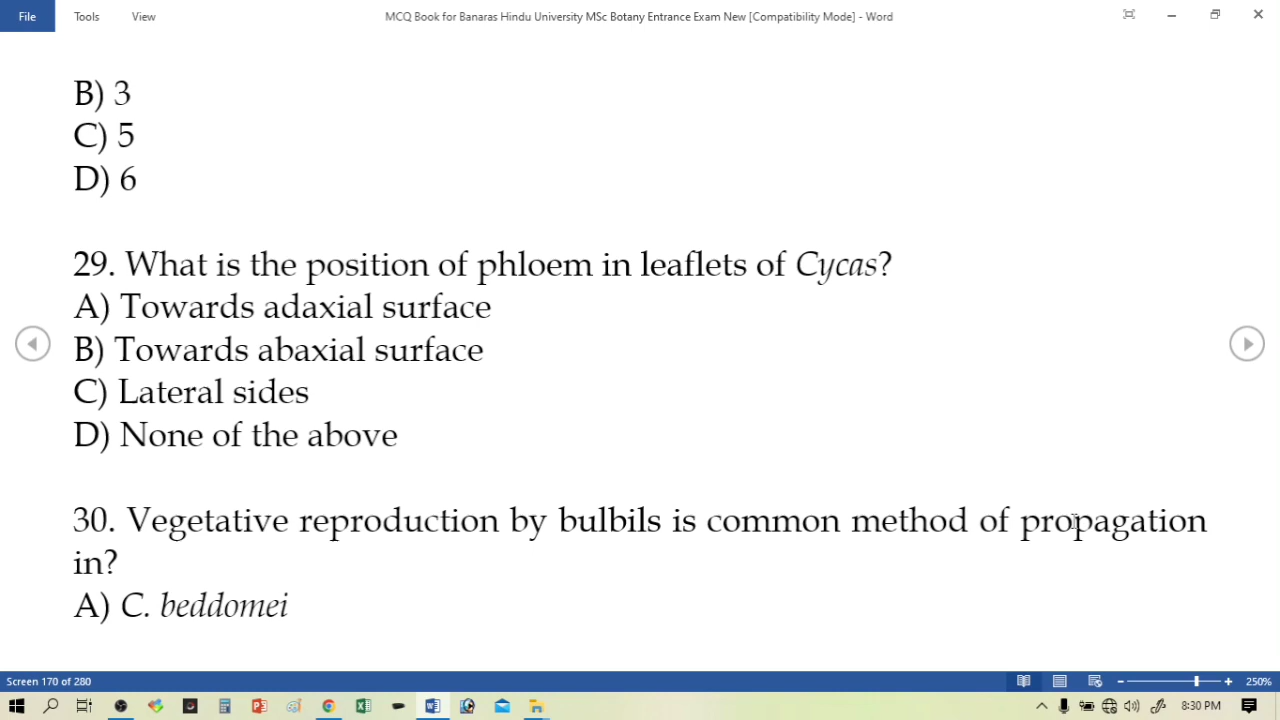 File Tools View MCQ Book for Banaras Hindu University MSc Botany Entrance Exam New [Compatibility Mode] - Word
B) 3
C) 5
D) 6
29. What is the position of phloem in leaflets of Cycas?
A) Towards adaxial surface
B) Towards abaxial surface
C) Lateral sides
D) None of the above
30. Vegetative reproduction by bulbils is common method of propagation
in?
A) C. beddomei
Screen 170 of 280 250%
8:30 PM